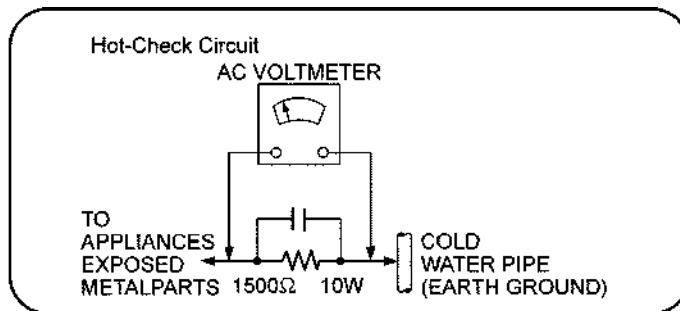 Hot-Check Circuit
AC VOLTMETER
TO
APPLIANCES
EXPOSED
METALPARTS
1500Ω 10W
COLD
WATER PIPE
(EARTH GROUND)